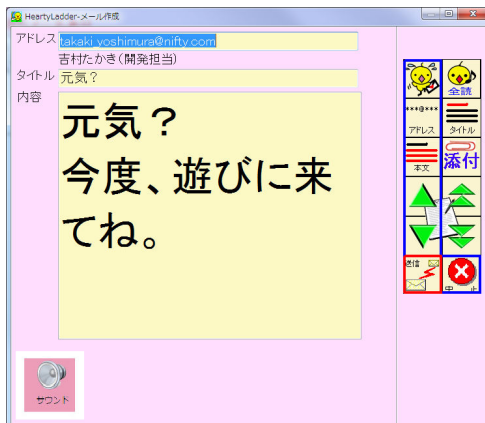 HeartyLadder-メール作成
アドレス takaki_yoshimura@nifty.com
吉村たかき(開発担当)
タイトル 元気？
内容
元気？
今度、遊びに来
てね。
サウンド
全読
***@***
アドレス タイトル
本文 添付
送信 中 止